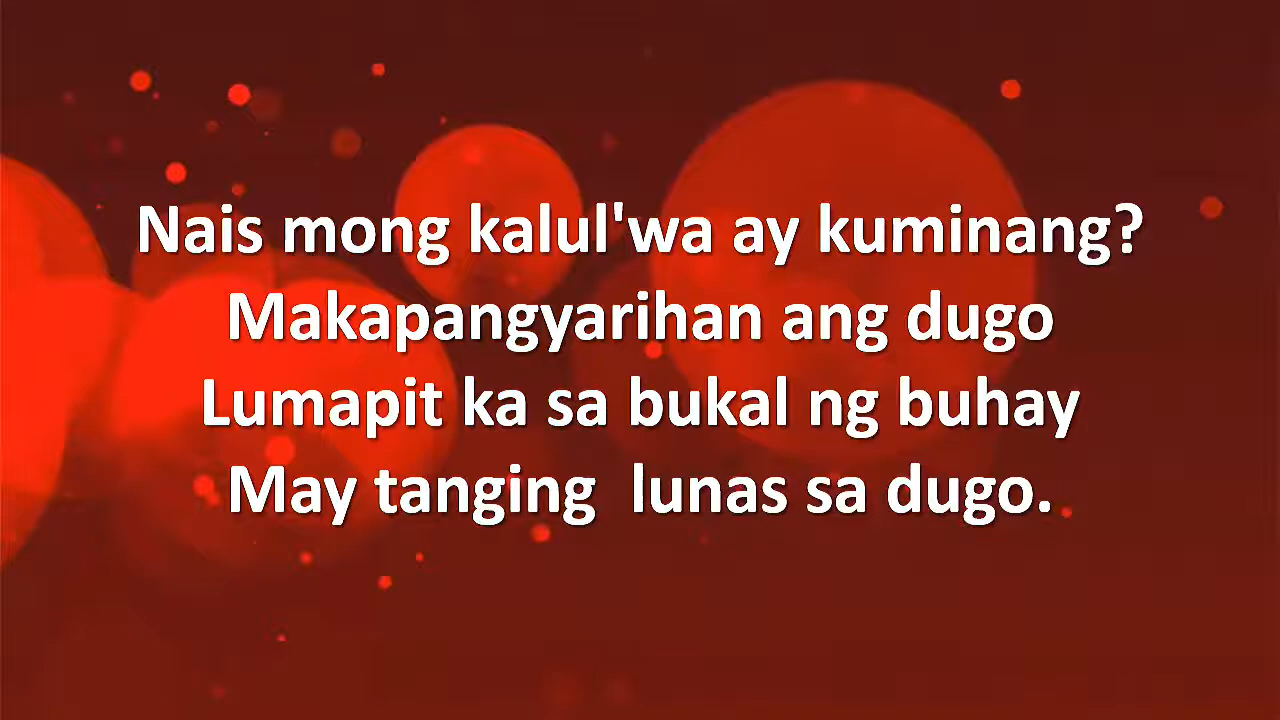 Nais mong kalul'wa ay kuminang?
Makapangyarihan ang dugo
Lumapit ka sa bukal ng buhay
May tanging  lunas sa dugo.